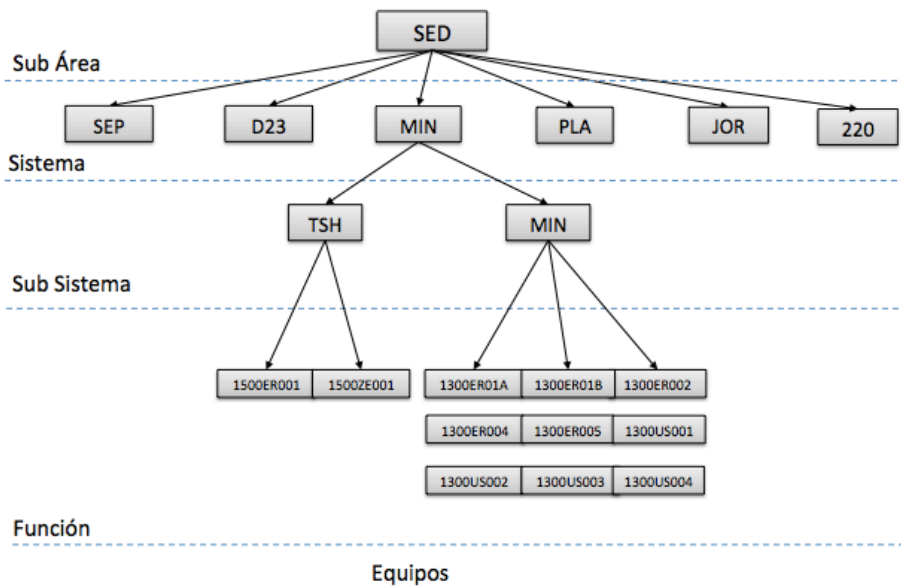 SED
Sub Área
SEP D23 MIN PLA JOR 220
Sistema
TSH MIN
Sub Sistema
1500ER001 1500ZE001 1300ER01A 1300ER01B 1300ER002
1300ER004 1300ER005 1300US001
1300US002 1300US003 1300US004
Función
Equipos